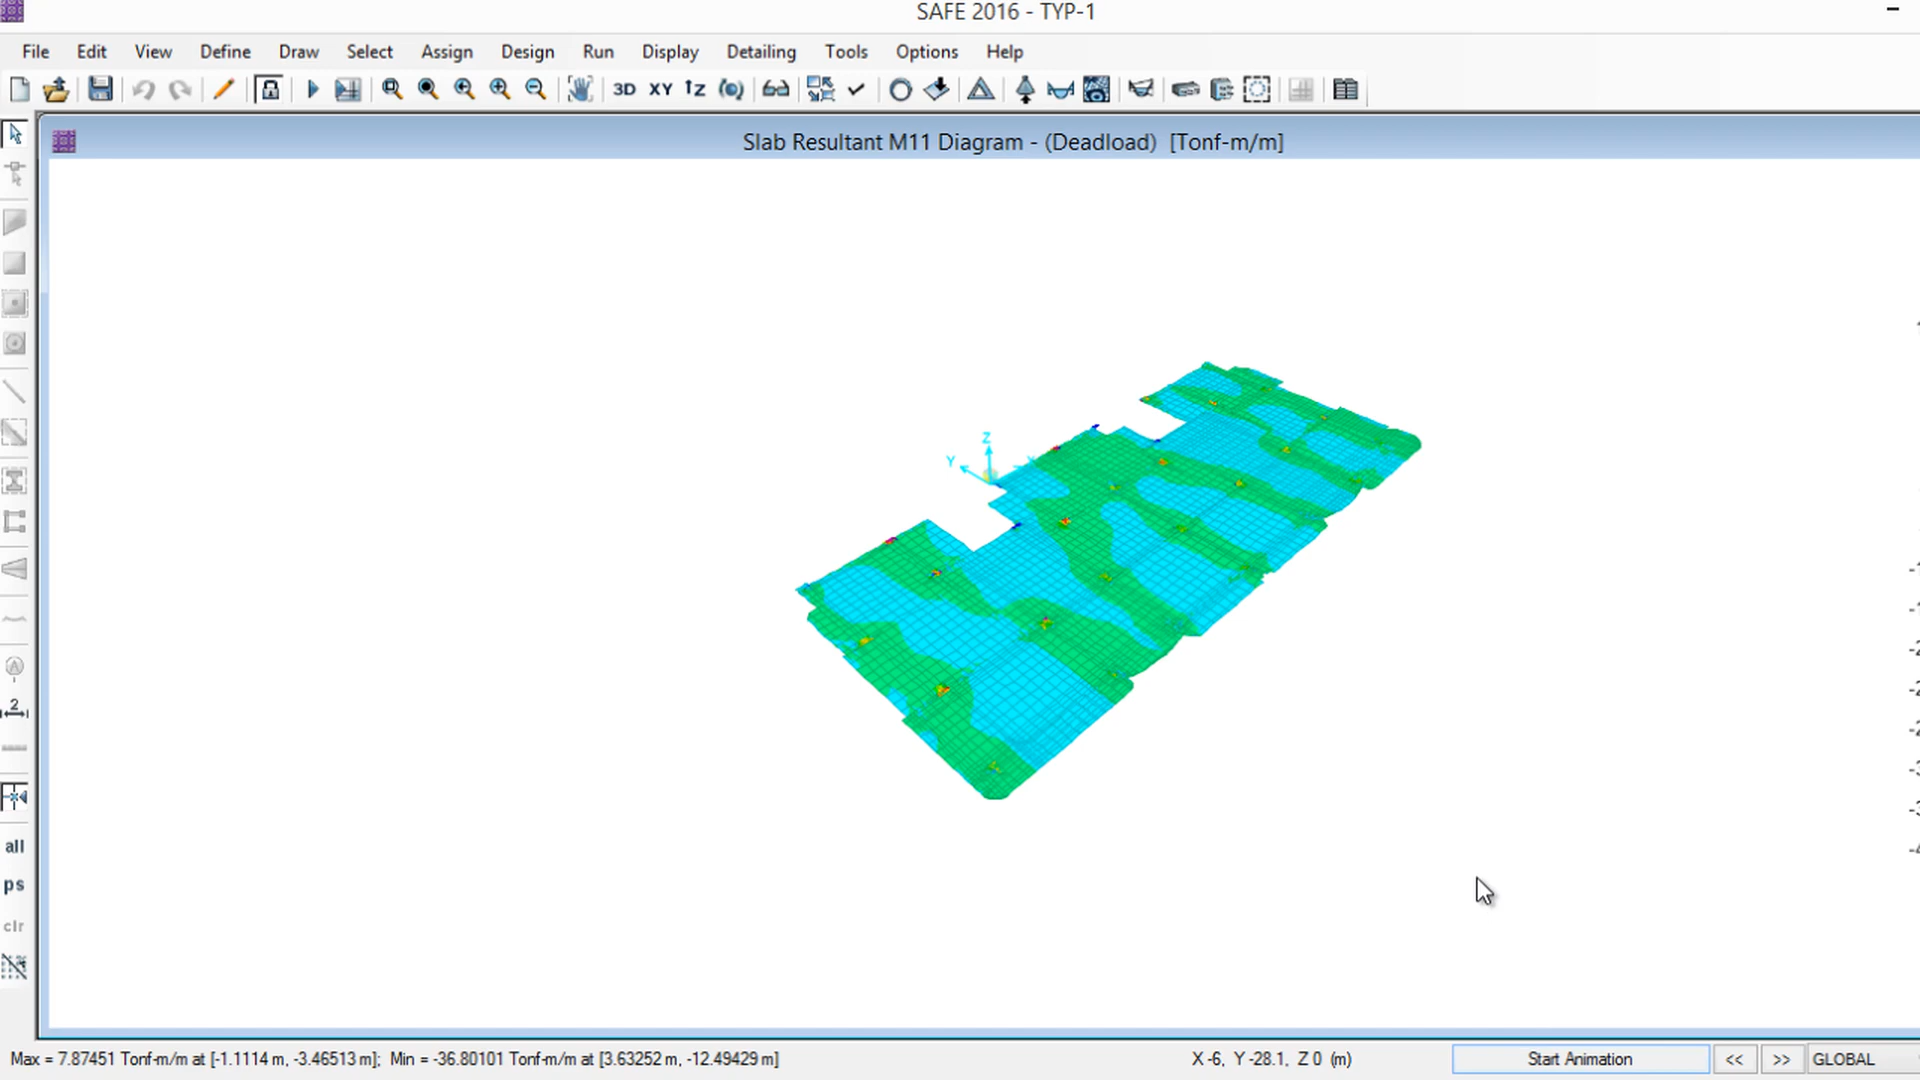 SAFE 2016 - TYP-1
File Edit View Define Draw Select Assign Design Run Display Detailing Tools Options Help
3D XY Z
Slab Resultant M11 Diagram - (Deadload) [Tonf-m/m]
Z
Y
2
all
ps
clr
Max = 7.87451 Tonf-m/m at [-1.1114 m, -3.46513 m]; Min = -36.80101 Tonf-m/m at [3.63252 m, -12.49429 m]
X -6, Y -28.1, Z 0 (m)
Start Animation << >> GLOBAL